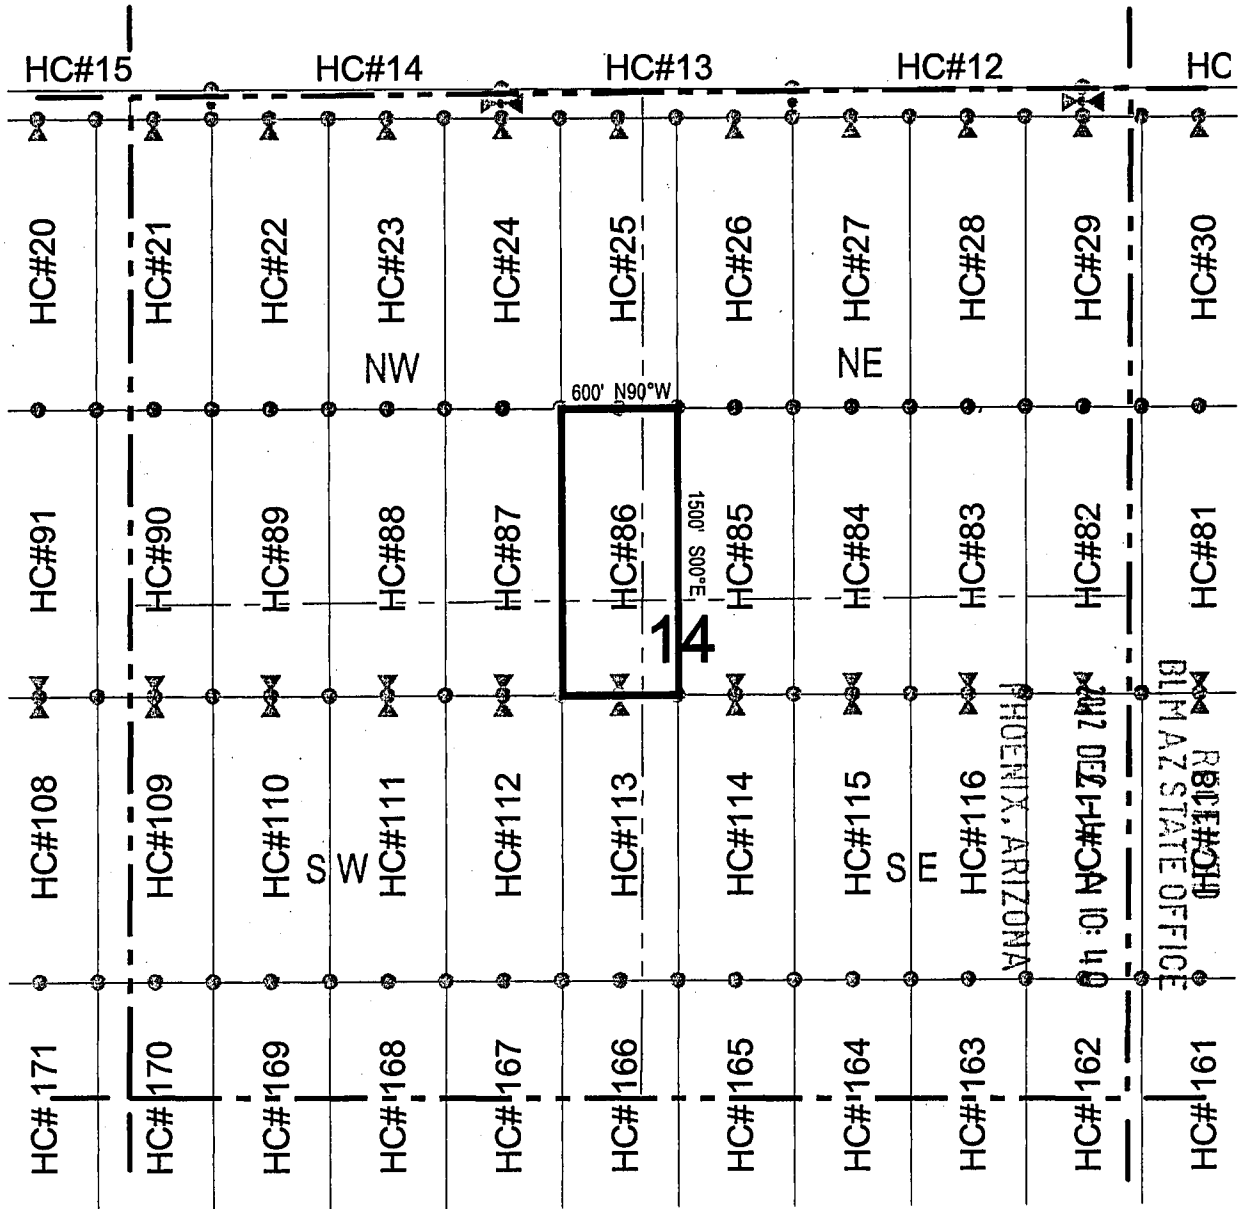 HC#15 HC#14 HC#13 HC#12 HC
HC#20 HC#21 HC#22 HC#23 HC#24 HC#25 HC#26 HC#27 HC#28 HC#29 HC#30
NW NE
600' N90°W
HC#91 HC#90 HC#89 HC#88 HC#87 HC#86 HC#85 HC#84 HC#83 HC#82 HC#81
1500' S00°E
14
HC#108 HC#109 HC#110 HC#111 HC#112 HC#113 HC#114 HC#115 HC#116
SW SE
BLM AZ STATE OFFICE
10:40
PHOENIX, ARIZONA
HC# 171 HC# 170 HC# 169 HC# 168 HC# 167 HC# 166 HC# 165 HC# 164 HC# 163 HC# 162 HC# 161